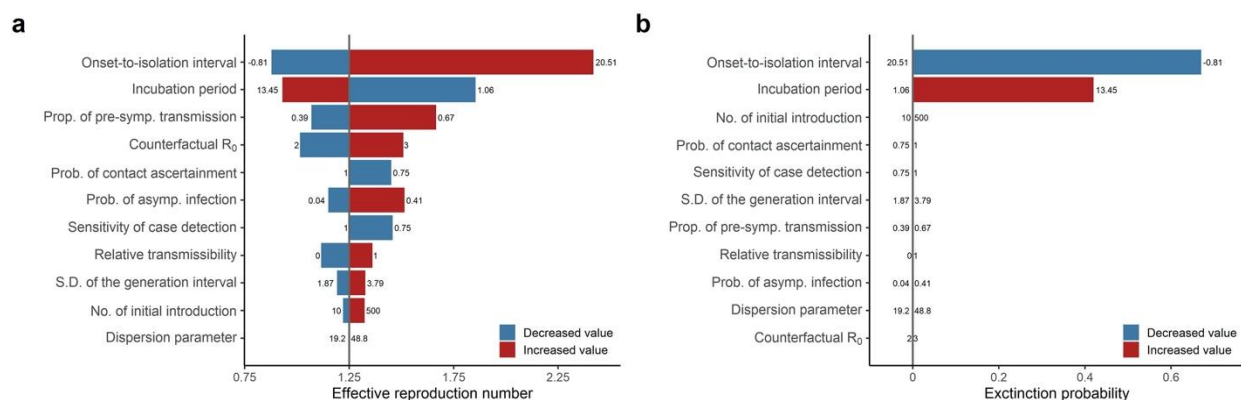 a
Onset-to-isolation interval -0.81 20.51
Incubation period 13.45 1.06
Prop. of pre-symp. transmission 0.39 0.67
Counterfactual R0 2 3
Prob. of contact ascertainment 1 0.75
Prob. of asymp. infection 0.04 0.41
Sensitivity of case detection 1 0.75
Relative transmissibility 0 1
S.D. of the generation interval 1.87 3.79
No. of initial introduction 10 500
Dispersion parameter 19.2 48.8
Decreased value
Increased value
0.75 1.25 1.75 2.25
Effective reproduction number
b
Onset-to-isolation interval 20.51 -0.81
Incubation period 1.06 13.45
No. of initial introduction 10 500
Prob. of contact ascertainment 0.75 1
Sensitivity of case detection 0.75 1
S.D. of the generation interval 1.87 3.79
Prop. of pre-symp. transmission 0.39 0.67
Relative transmissibility 0 1
Prob. of asymp. infection 0.04 0.41
Dispersion parameter 19.2 48.8
Counterfactual R0 2 3
Decreased value
Increased value
0 0.2 0.4 0.6
Exctinction probability